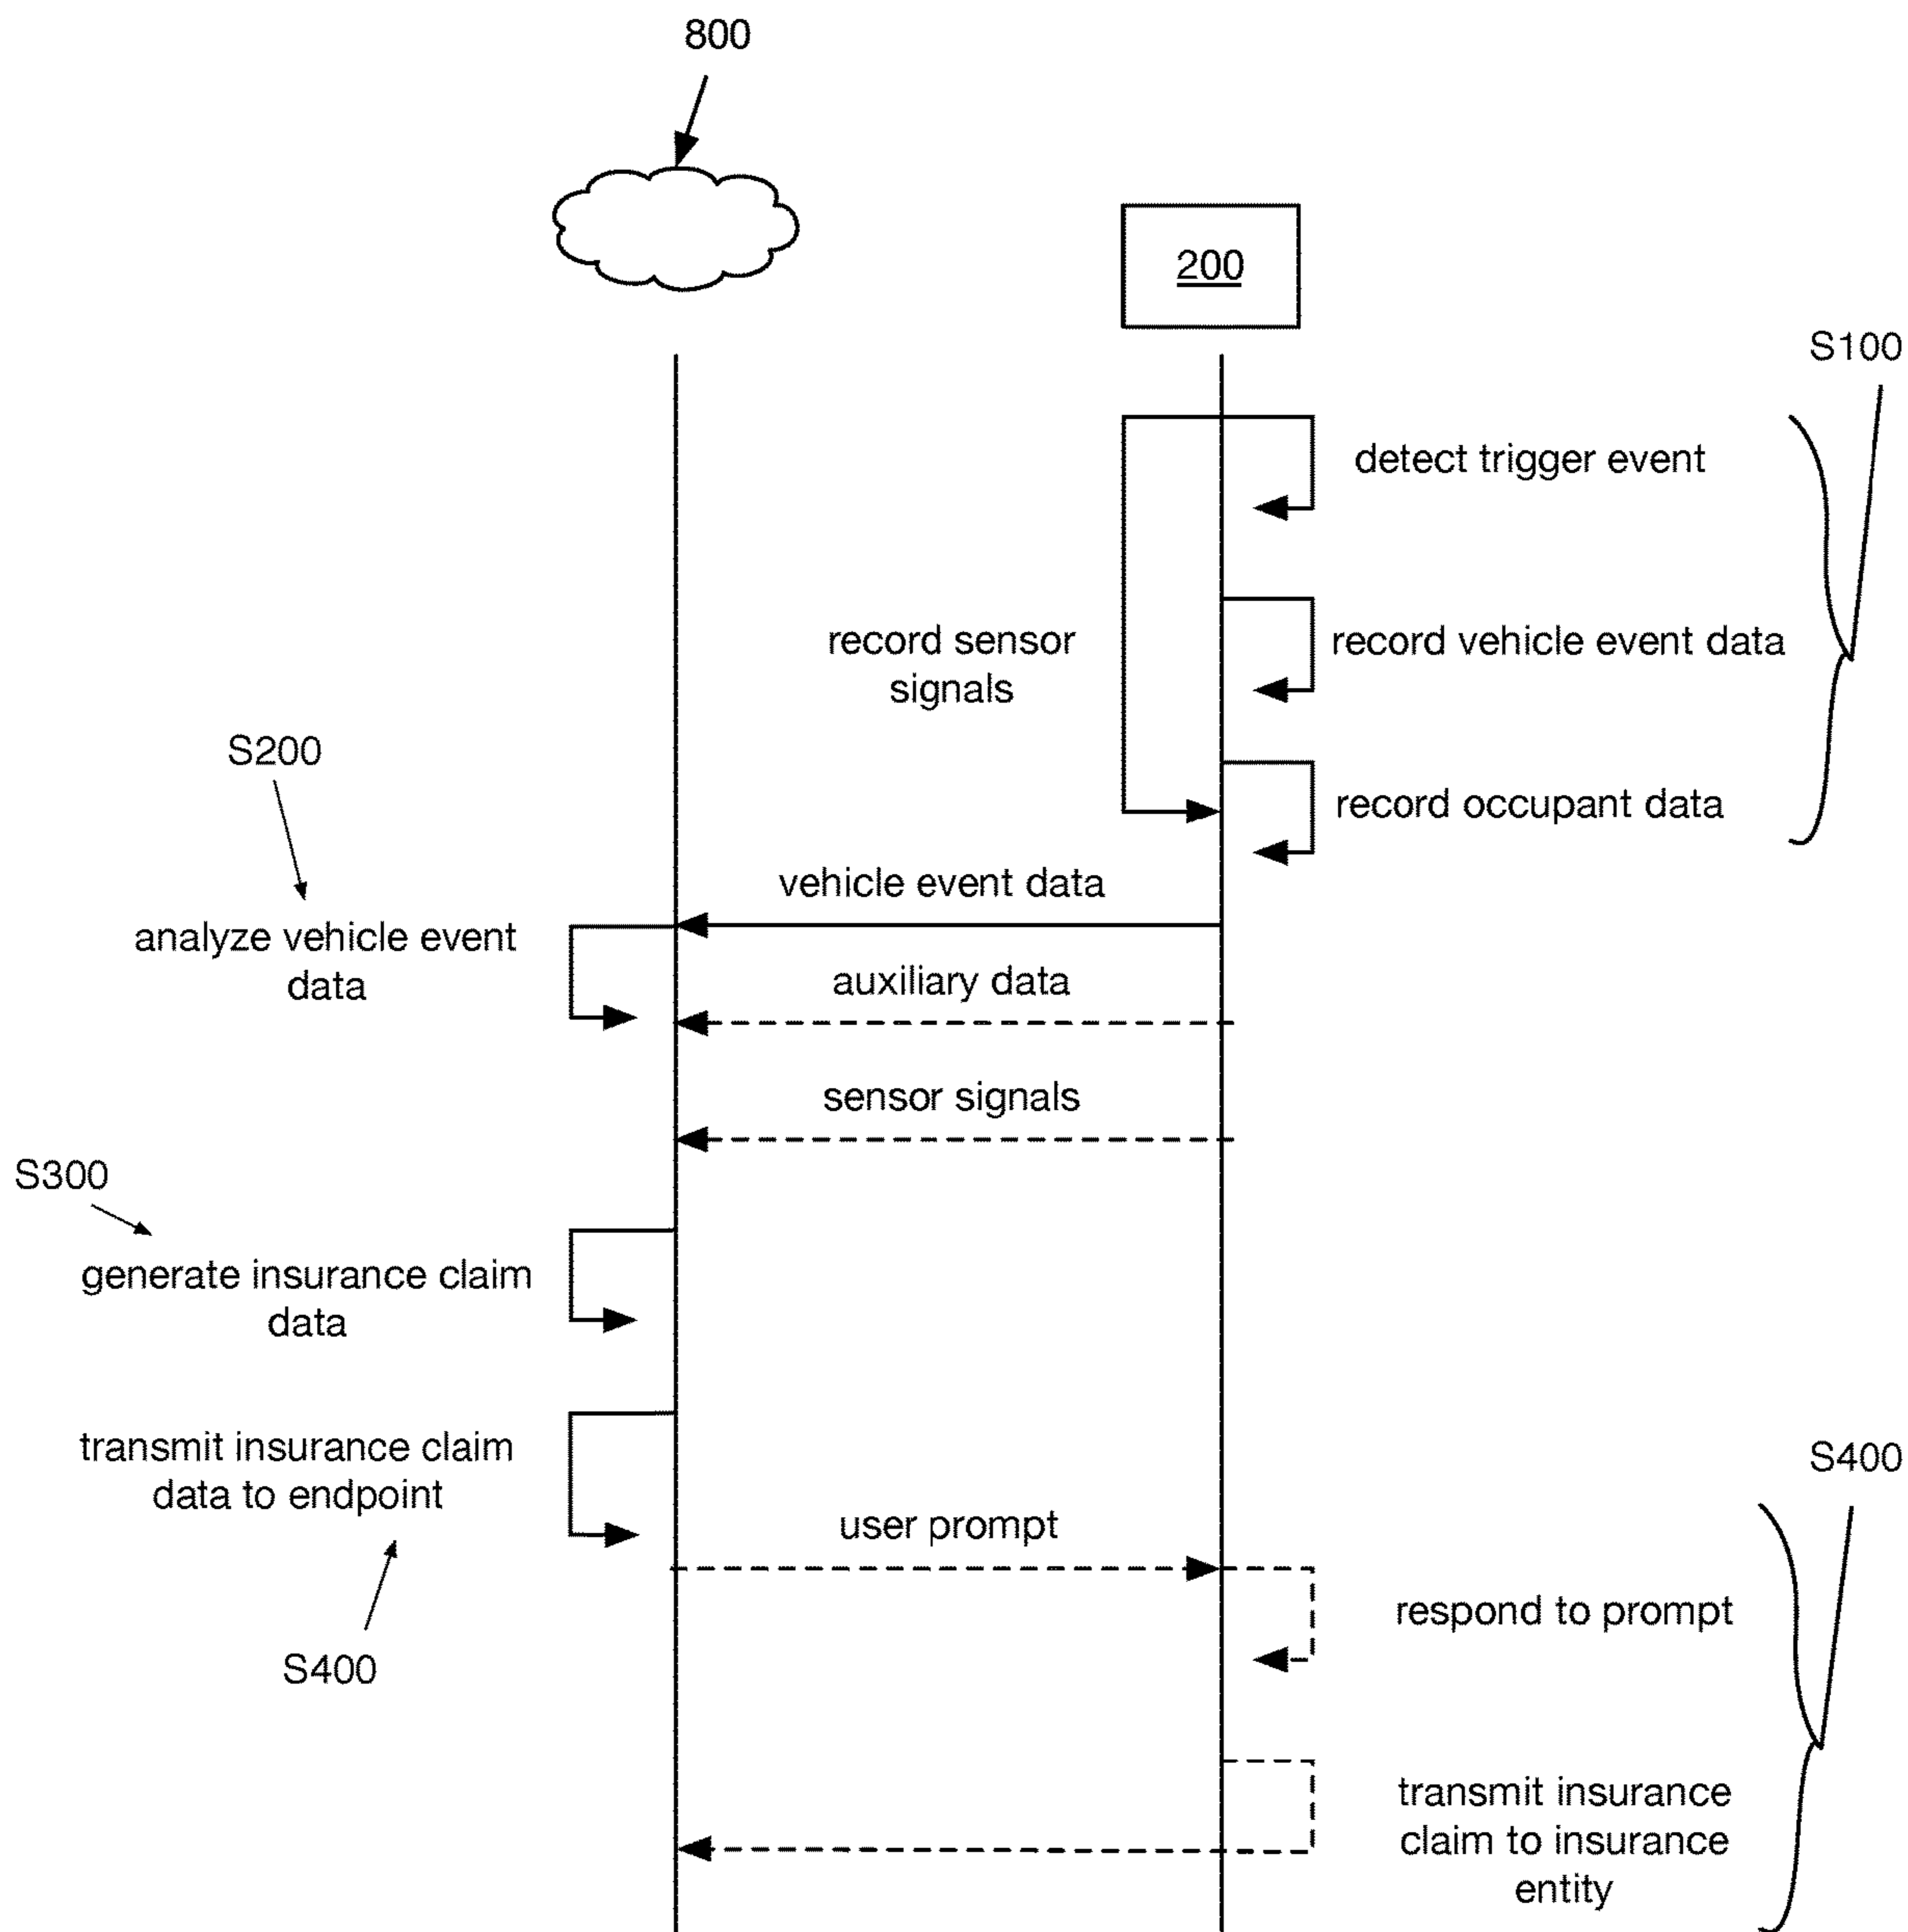 800
200
S100
detect trigger event
record sensor
signals
record vehicle event data
S200
record occupant data
vehicle event data
analyze vehicle event
data
auxiliary data
sensor signals
S300
generate insurance claim
data
transmit insurance claim
data to endpoint
S400
user prompt
respond to prompt
S400
transmit insurance
claim to insurance
entity